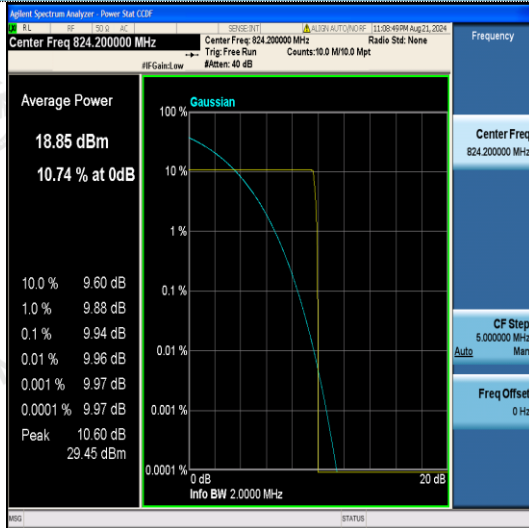 Agilent Spectrum Analyzer - Power Stat CCDF
RL RF 50 Ω AC SENSE:INT ALIGN AUTO/NO RF 11:08:49PM Aug 21, 2024
Center Freq 824.200000 MHz
Center Freq: 824.200000 MHz Radio Std: None
Trig: Free Run Counts:10.0 M/10.0 Mpt
#IFGain:Low #Atten: 40 dB
Frequency
Average Power
18.85 dBm
10.74 % at 0dB
10.0 % 9.60 dB
1.0 % 9.88 dB
0.1 % 9.94 dB
0.01 % 9.96 dB
0.001 % 9.97 dB
0.0001 % 9.97 dB
Peak 10.60 dB
29.45 dBm
Gaussian
100 %
10 %
1 %
0.1 %
0.01 %
0.001 %
0.0001 %
0 dB 20 dB
Info BW 2.0000 MHz
Center Freq
824.200000 MHz
CF Step
5.000000 MHz
Auto Man
Freq Offset
0 Hz
MSG STATUS